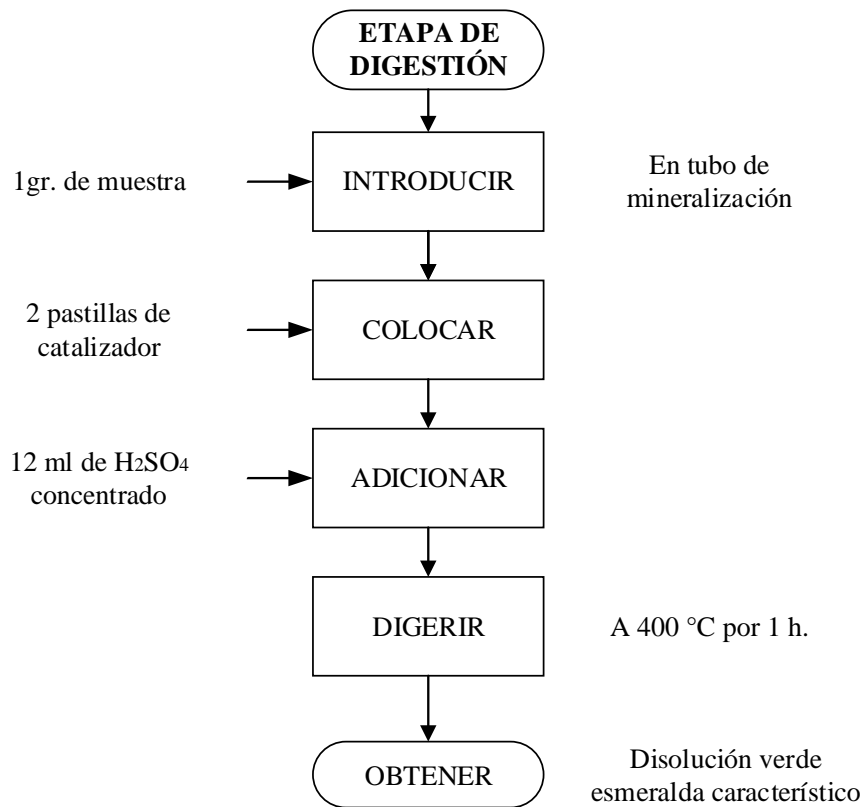 ETAPA DE
DIGESTIÓN
1gr. de muestra
INTRODUCIR
En tubo de
mineralización
2 pastillas de
catalizador
COLOCAR
12 ml de H2SO4
concentrado
ADICIONAR
DIGERIR
A 400 °C por 1 h.
OBTENER
Disolución verde
esmeralda característico